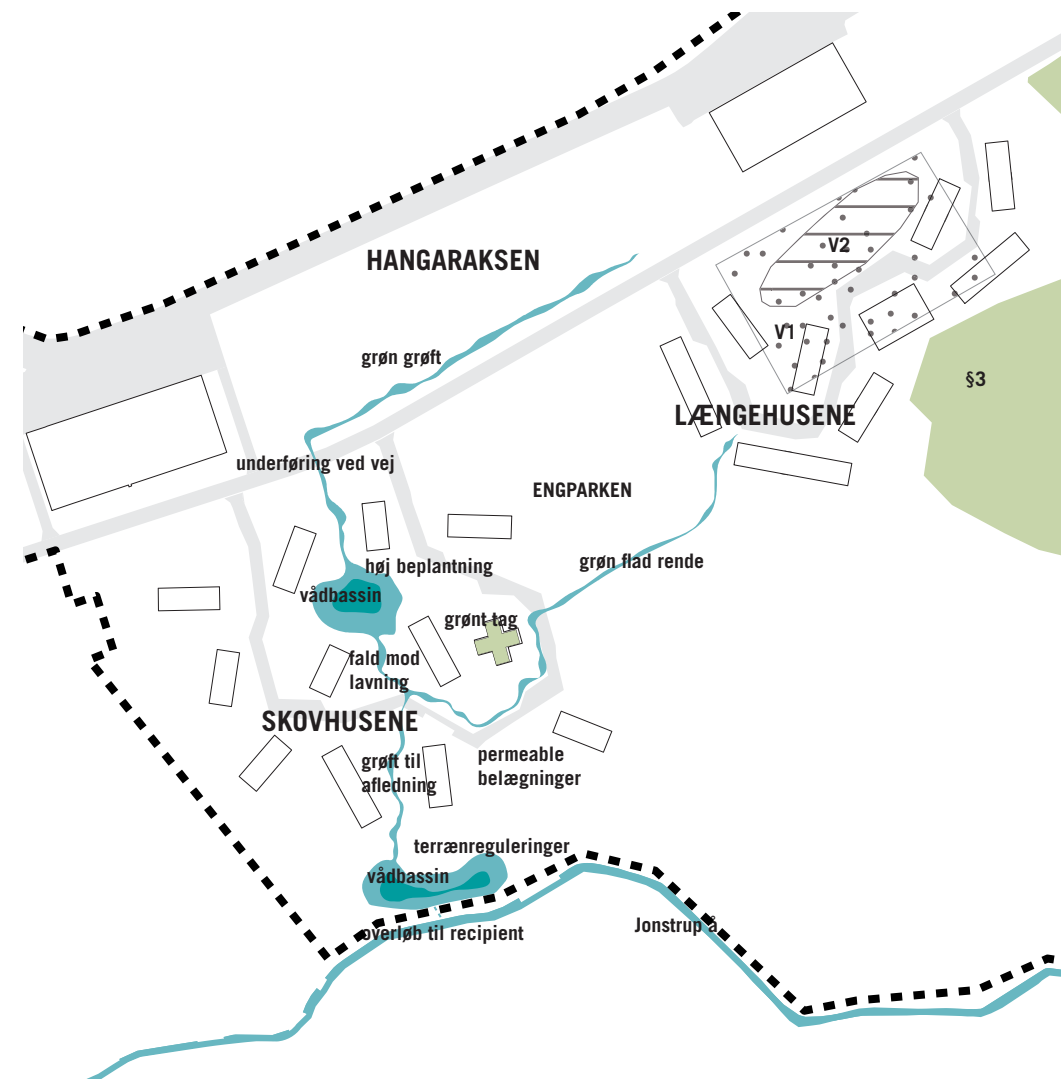 HANGARAKSEN
V2
V1
grøn grøft
§3
LÆNGEHUSENE
underføring ved vej
ENGPARKEN
høj beplantning
grøn flad rende
vådbassin
grønt tag
fald mod
lavning
SKOVHUSENE
grøft til
afledning
permeable
belægninger
terrænreguleringer
vådbassin
overløb til recipient
Jonstrup å